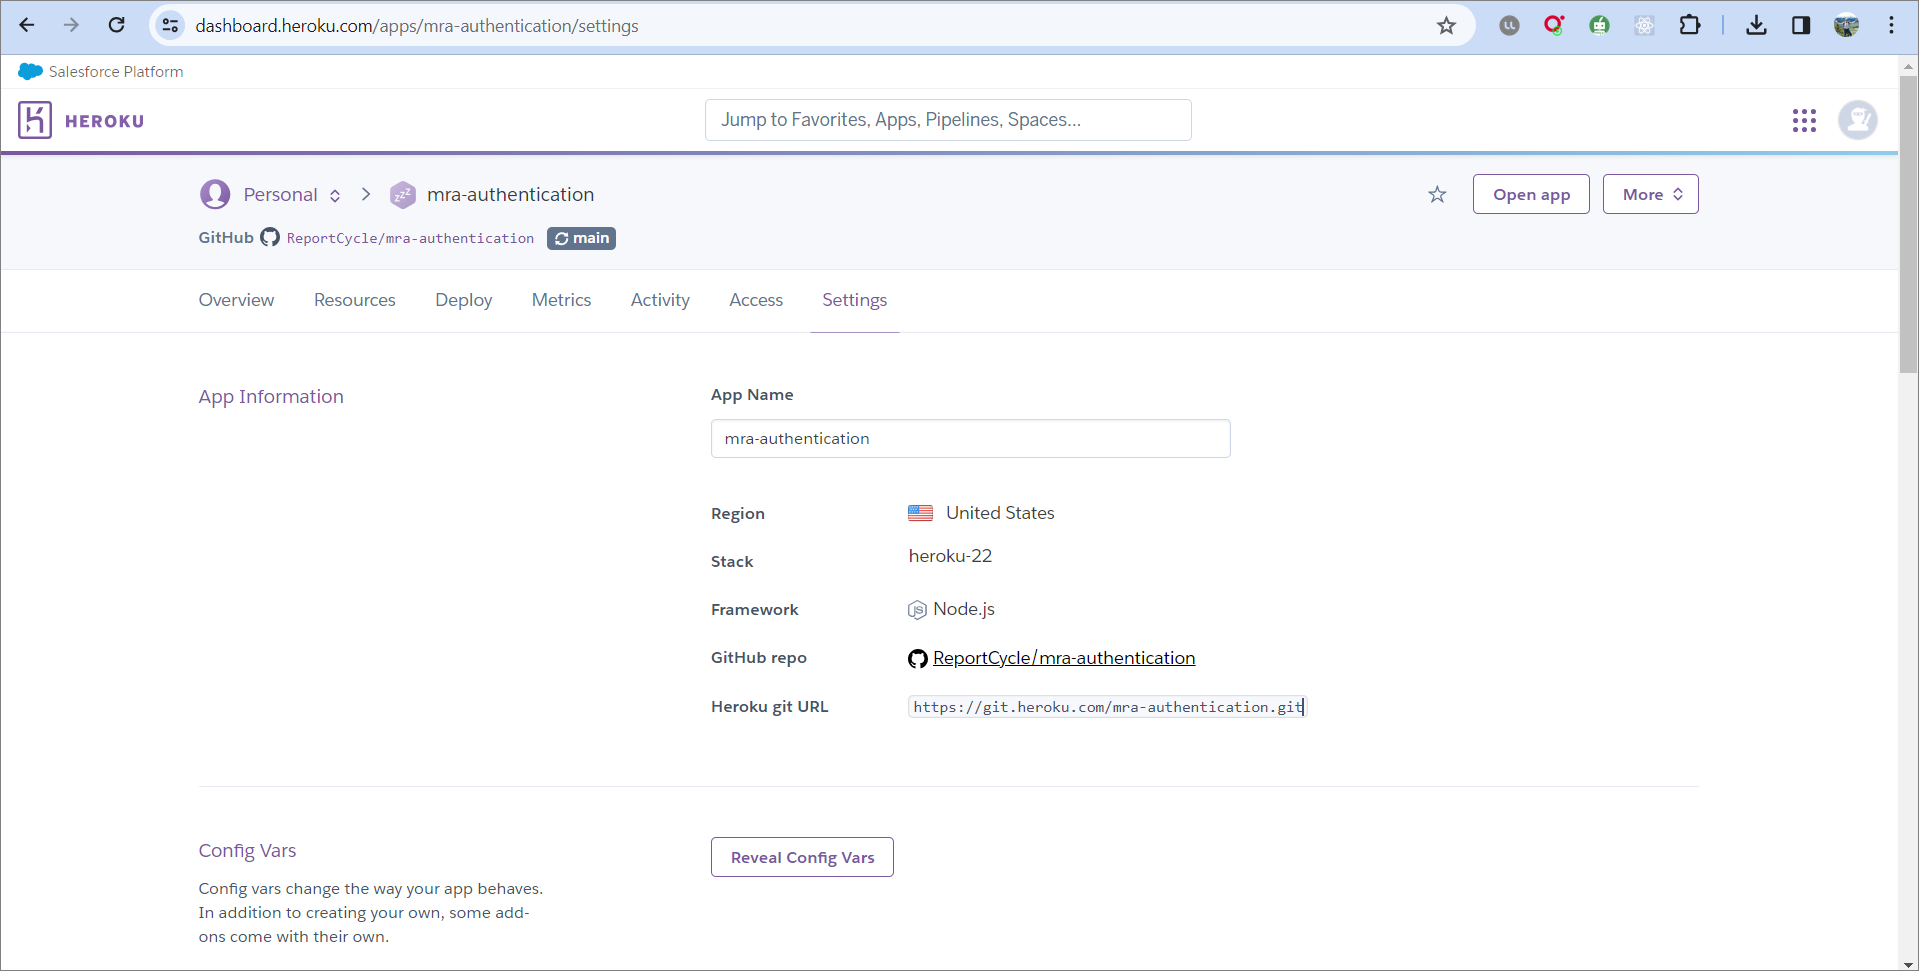 dashboard.heroku.com/apps/mra-authentication/settings
Salesforce Platform
HEROKU
Jump to Favorites, Apps, Pipelines, Spaces...
Personal
mra-authentication
Open app
More
GitHub ReportCycle/mra-authentication main
Overview Resources Deploy Metrics Activity Access Settings
App Information
App Name
mra-authentication
Region United States
Stack heroku-22
Framework Node.js
GitHub repo ReportCycle/mra-authentication
Heroku git URL https://git.heroku.com/mra-authentication.git
Config Vars
Config vars change the way your app behaves.
In addition to creating your own, some add-
ons come with their own.
Reveal Config Vars